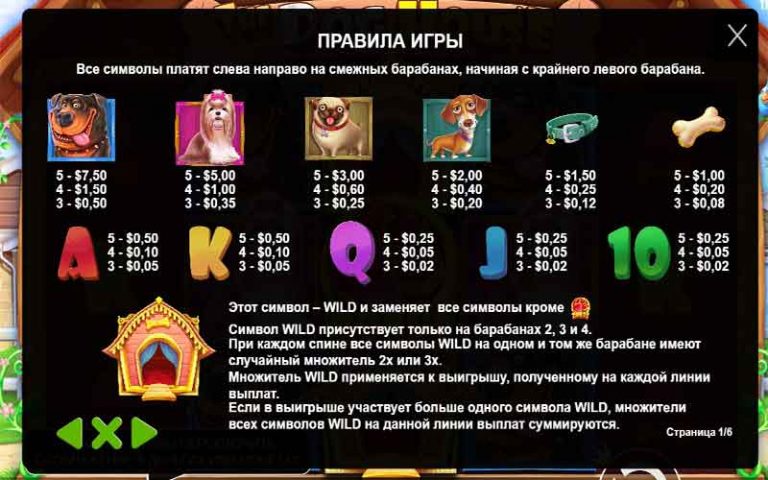 THE DOG HOUSE
ПРАВИЛА ИГРЫ
Все символы платят слева направо на смежных барабанах, начиная с крайнего левого барабана.
5 - $7,50
4 - $1,50
3 - $0,50
5 - $5,00
4 - $1,00
3 - $0,35
5 - $3,00
4 - $0,60
3 - $0,25
5 - $2,00
4 - $0,40
3 - $0,20
5 - $1,50
4 - $0,25
3 - $0,12
5 - $1,00
4 - $0,20
3 - $0,08
A
5 - $0,50
4 - $0,10
3 - $0,05
K
5 - $0,50
4 - $0,10
3 - $0,05
Q
5 - $0,25
4 - $0,05
3 - $0,02
J
5 - $0,25
4 - $0,05
3 - $0,02
10
5 - $0,25
4 - $0,05
3 - $0,02
Этот символ – WILD и заменяет все символы кроме
Символ WILD присутствует только на барабанах 2, 3 и 4.
При каждом спине все символы WILD на одном и том же барабане имеют
случайный множитель 2x или 3x.
Множитель WILD применяется к выигрышу, полученному на каждой линии
выплат.
Если в выигрыше участвует больше одного символа WILD, множители
всех символов WILD на данной линии выплат суммируются.
Страница 1/6